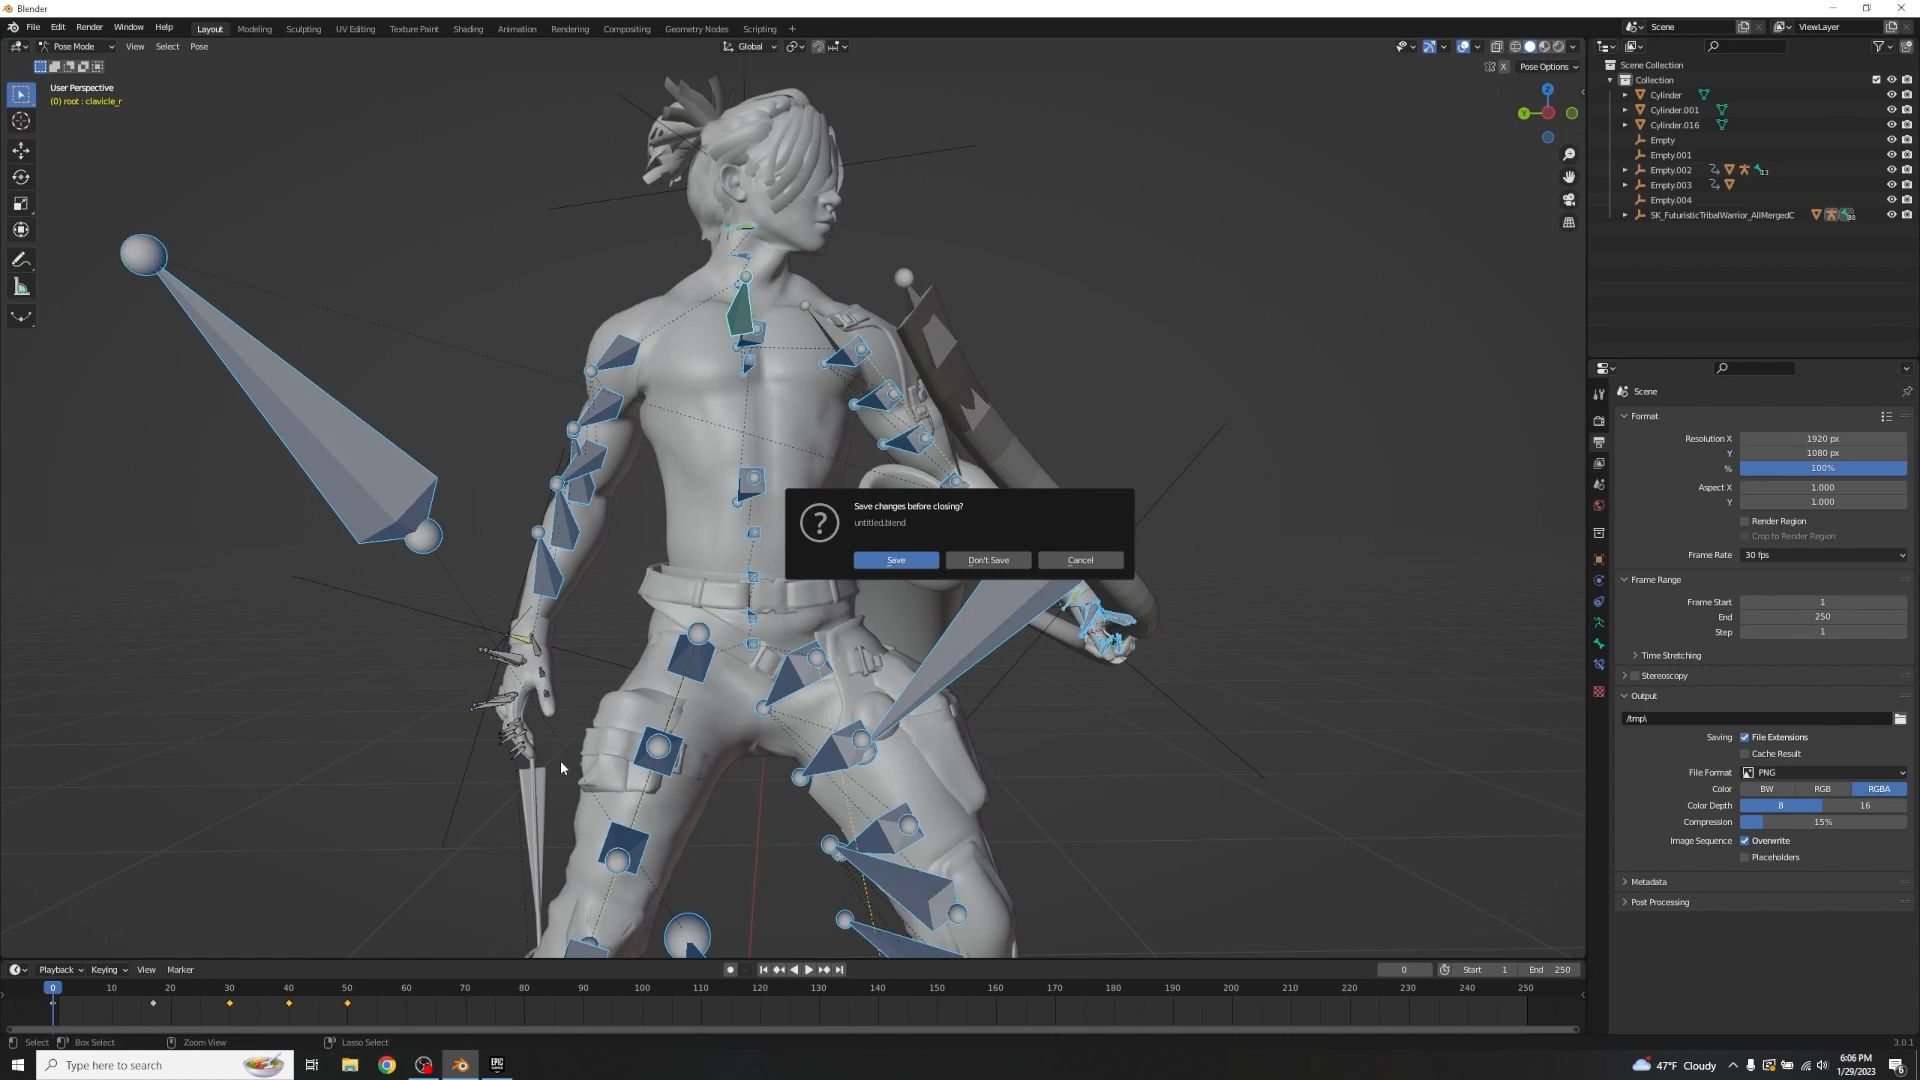 Blender
File Edit Render Window Help
Layout Modeling Sculpting UV Editing Texture Paint Shading Animation Rendering Compositing Geometry Nodes Scripting +
Scene
ViewLayer
Pose Mode View Select Pose
Global
X Pose Options
User Perspective
(0) root : clavicle_r
Z
Y
Scene Collection
Collection
Cylinder
Cylinder.001
Cylinder.016
Empty
Empty.001
Empty.002
13
Empty.003
Empty.004
SK_FuturisticTribalWarrior_AllMergedC
Scene
Format
Resolution X 1920 px
Y 1080 px
% 100%
Aspect X 1.000
Y 1.000
Render Region
Crop to Render Region
Frame Rate 30 fps
Frame Range
Frame Start 1
End 250
Step 1
Time Stretching
Stereoscopy
Output
/tmp\
Saving File Extensions
Cache Result
File Format PNG
Color BW RGB RGBA
Color Depth 8 16
Compression 15%
Image Sequence Overwrite
Placeholders
Metadata
Post Processing
Save changes before closing?
untitled.blend
Save Don't Save Cancel
Playback Keying View Marker
0 Start 1 End 250
0 10 20 30 40 50 60 70 80 90 100 110 120 130 140 150 160 170 180 190 200 210 220 230 240 250
Select Box Select Zoom View Lasso Select
3.0.1
Type here to search
EPIC
47°F Cloudy
6:06 PM
1/29/2023
6